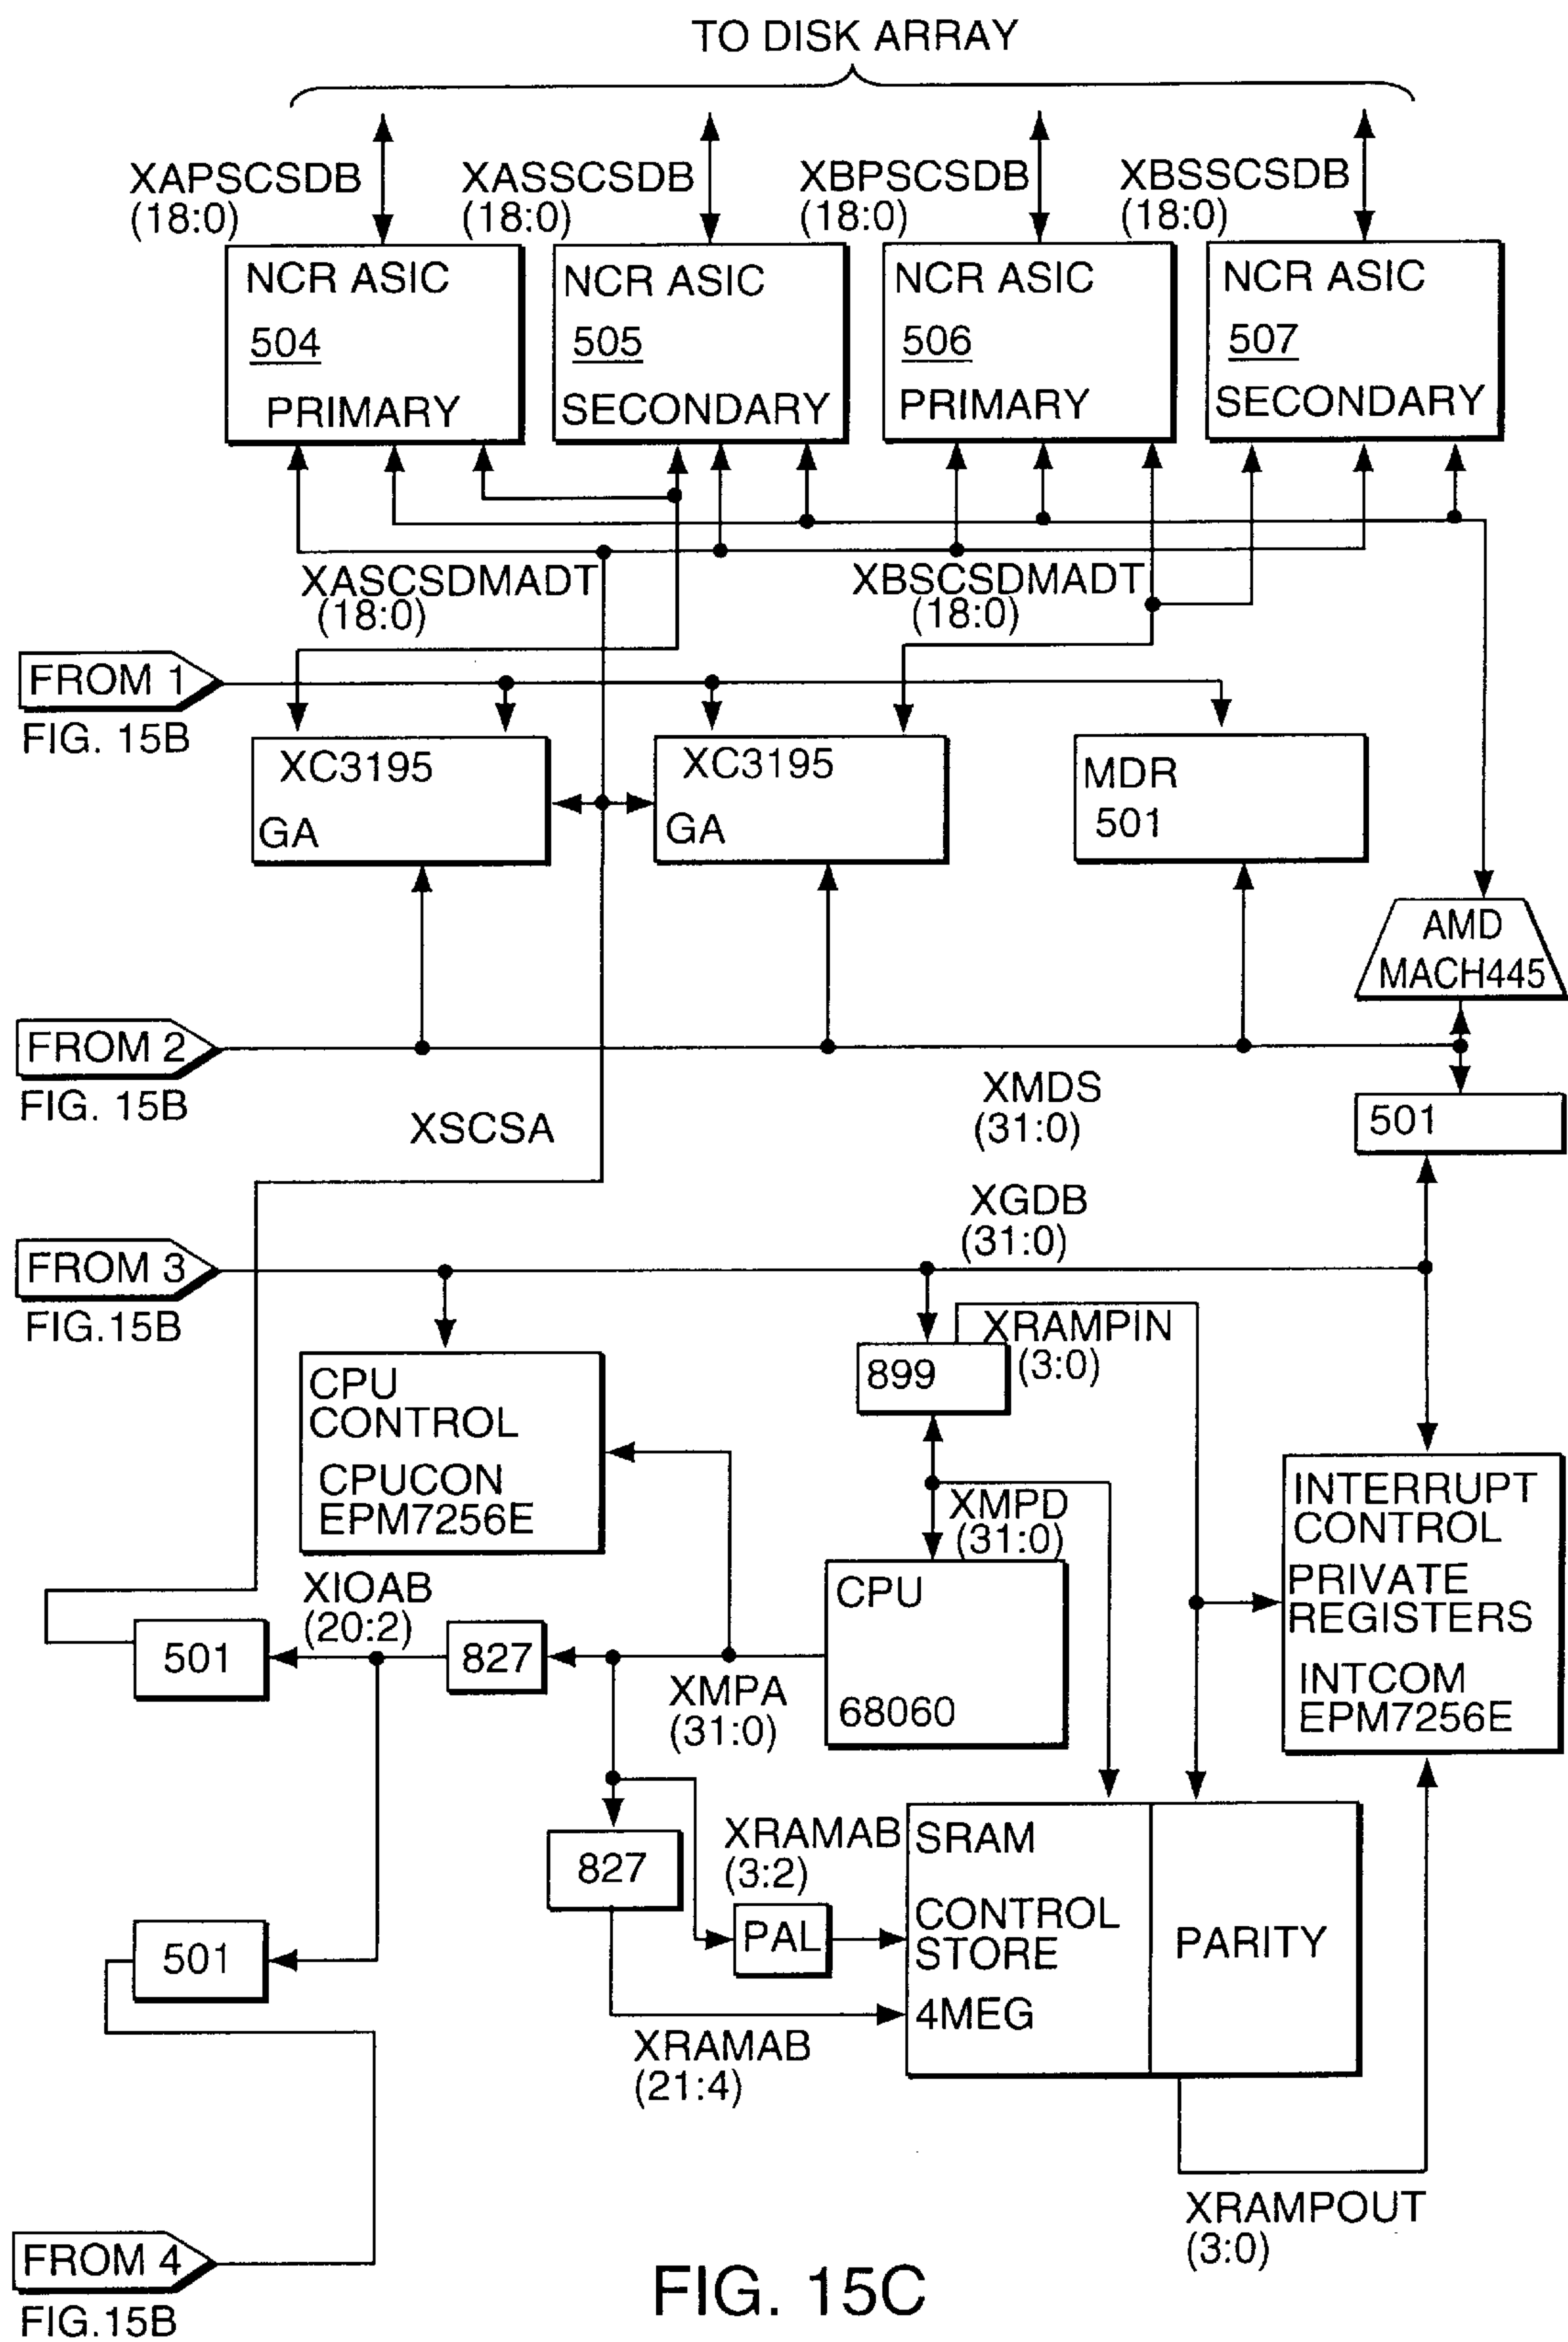 TO DISK ARRAY
XAPSCSDB
(18:0)
XASSCSDB
(18:0)
XBPSCSDB
(18:0)
XBSSCSDB
(18:0)
NCR ASIC
504
PRIMARY
NCR ASIC
505
SECONDARY
NCR ASIC
506
PRIMARY
NCR ASIC
507
SECONDARY
XASCSDMADT
(18:0)
XBSCSDMADT
(18:0)
FROM 1
FIG. 15B
XC3195
GA
XC3195
GA
MDR
501
AMD
MACH445
FROM 2
FIG. 15B
XSCSA
XMDS
(31:0)
501
XGDB
(31:0)
FROM 3
FIG.15B
XRAMPIN
(3:0)
899
CPU
CONTROL
CPUCON
EPM7256E
XMPD
(31:0)
INTERRUPT
CONTROL
PRIVATE
REGISTERS
INTCOM
EPM7256E
CPU
68060
XIOAB
(20:2)
501
827
XMPA
(31:0)
827
XRAMAB
(3:2)
PAL
SRAM
CONTROL
STORE
4MEG
PARITY
501
XRAMAB
(21:4)
XRAMPOUT
(3:0)
FROM 4
FIG.15B
FIG. 15C